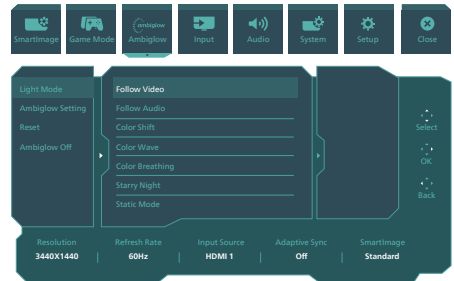 ambiglow
SmartImage Game Mode Ambiglow Input Audio System Setup Close
Light Mode
Ambiglow Setting
Reset
Ambiglow Off
Follow Video
Follow Audio
Color Shift
Color Wave
Color Breathing
Starry Night
Static Mode
Select
OK
Back
Resolution Refresh Rate Input Source Adaptive Sync SmartImage
3440X1440 | 60Hz | HDMI 1 | Off | Standard